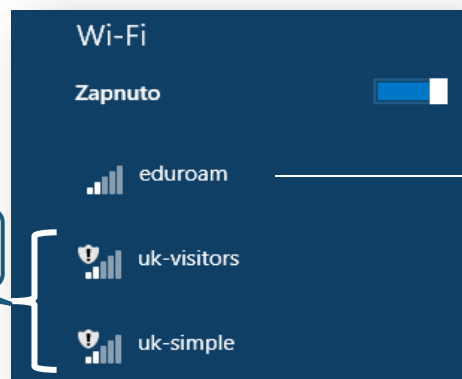 Wi-Fi
Zapnuto
eduroam
uk-visitors
uk-simple